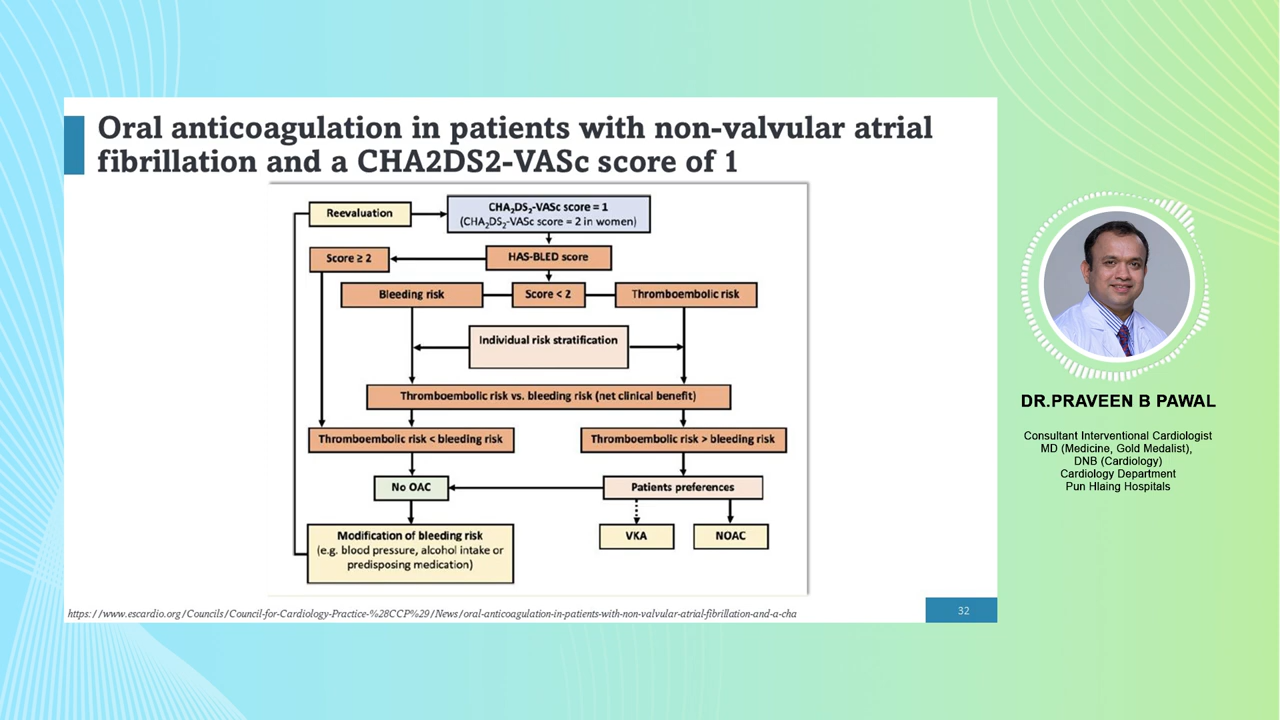 Oral anticoagulation in patients with non-valvular atrial
fibrillation and a CHA2DS2-VASc score of 1
Reevaluation
CHA₂DS₂-VASc score = 1
(CHA₂DS₂-VASc score = 2 in women)
Score ≥ 2
HAS-BLED score
Bleeding risk
Score < 2
Thromboembolic risk
Individual risk stratification
Thromboembolic risk vs. bleeding risk (net clinical benefit)
Thromboembolic risk < bleeding risk
Thromboembolic risk > bleeding risk
No OAC
Patients preferences
Modification of bleeding risk
(e.g. blood pressure, alcohol intake or
predisposing medication)
VKA
NOAC
https://www.escardio.org/Councils/Council-for-Cardiology-Practice-%28CCP%29/News/oral-anticoagulation-in-patients-with-non-valvular-atrial-fibrillation-and-a-cha
32
DR.PRAVEEN B PAWAL
Consultant Interventional Cardiologist
MD (Medicine, Gold Medalist),
DNB (Cardiology)
Cardiology Department
Pun Hlaing Hospitals